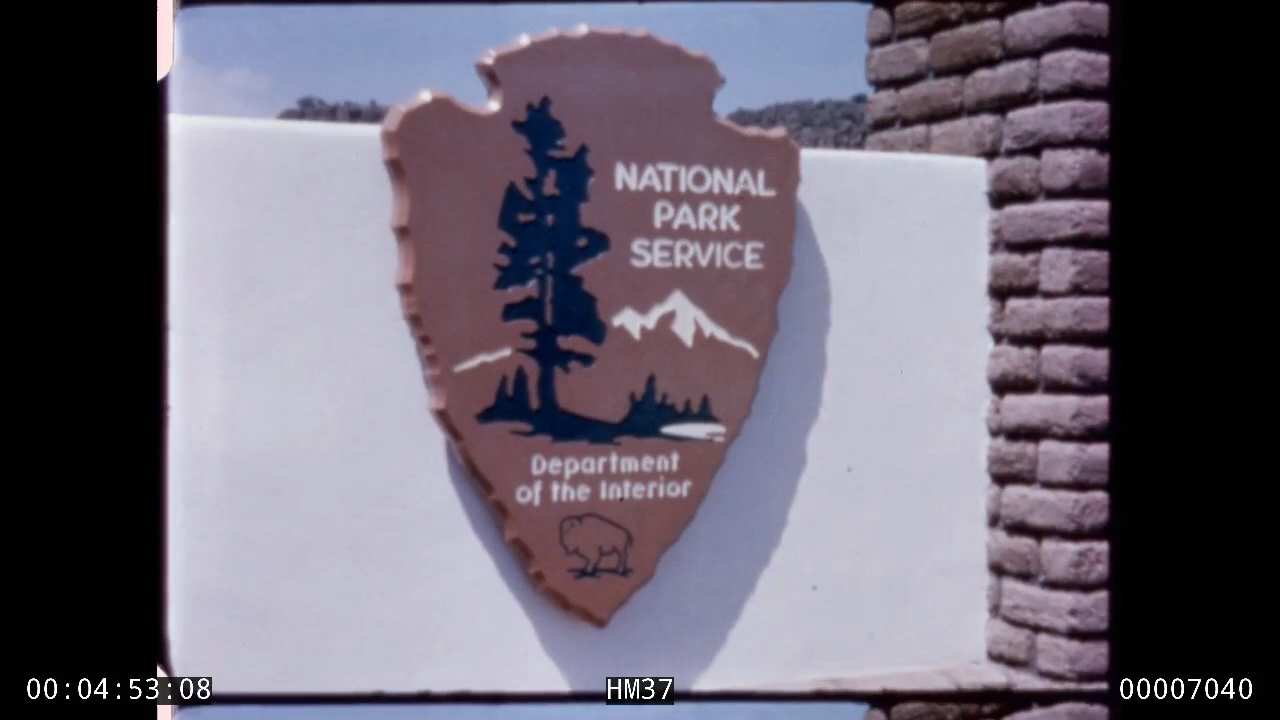 NATIONAL
PARK
SERVICE
Department
of the Interior
00:04:53:08
HM37
00007040